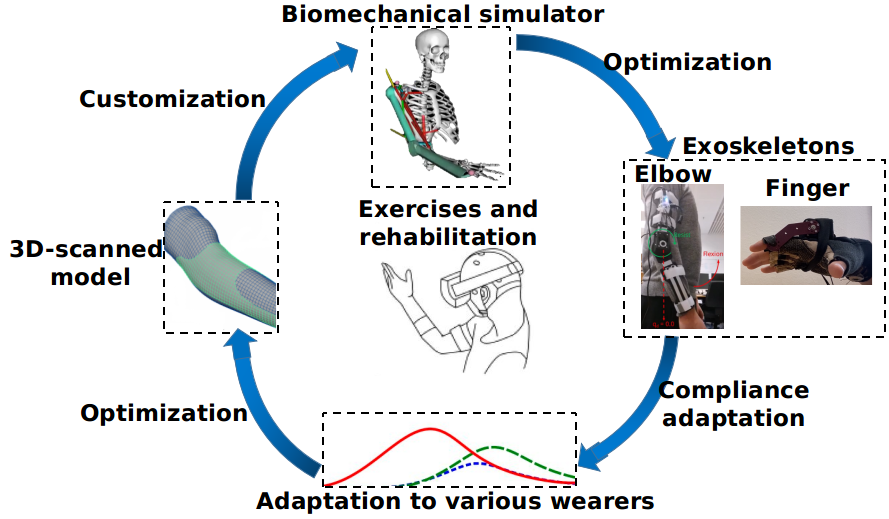 Biomechanical simulator
Optimization
Customization
Exoskeletons
Elbow
Finger
Exercises and
rehabilitation
3D-scanned
model
Flexion
Optimization
Compliance
adaptation
Adaptation to various wearers